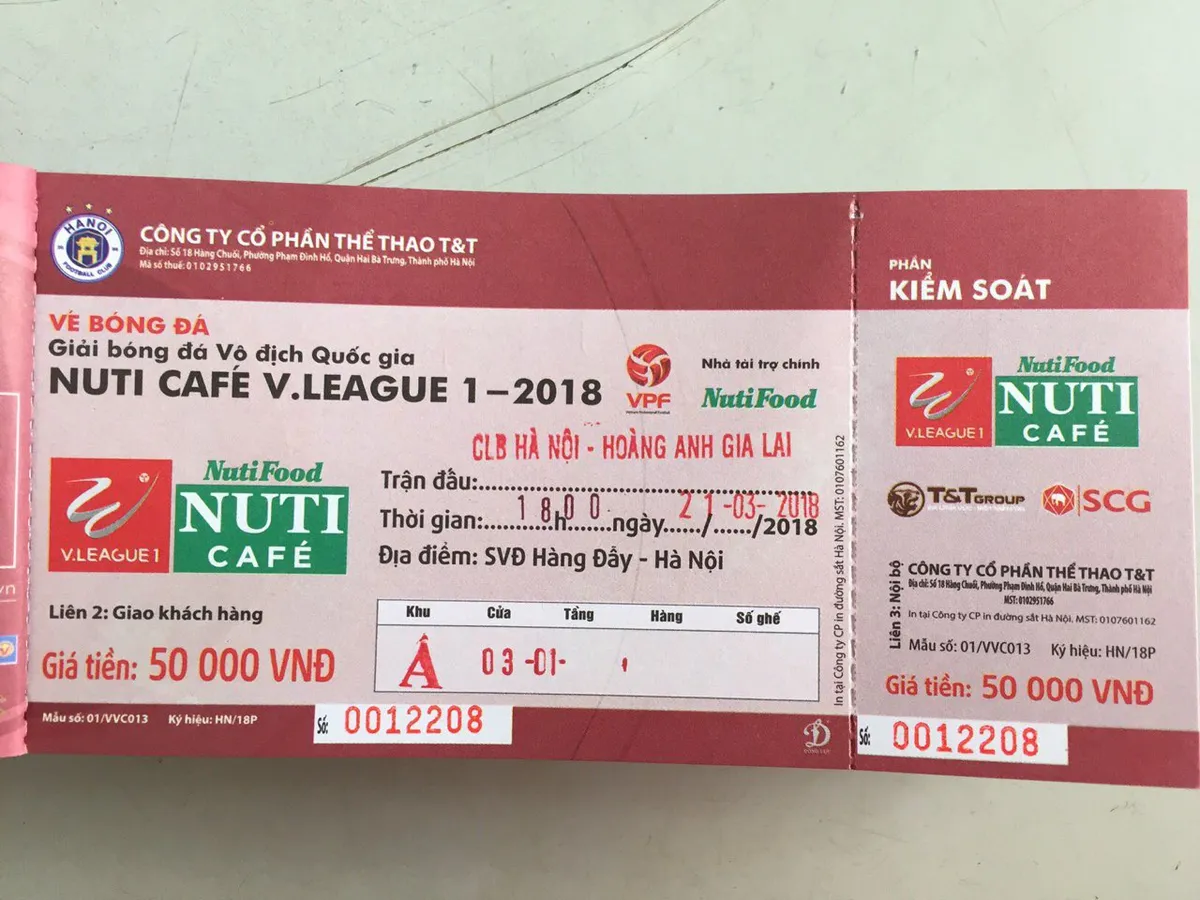 HANOI
FOOTBALL CLUB
CÔNG TY CỔ PHẦN THỂ THAO T&T
Địa chỉ: Số 18 Hàng Chuối, Phường Phạm Đình Hổ, Quận Hai Bà Trưng, Thành phố Hà Nội
Mã số thuế: 0102951766
VÉ BÓNG ĐÁ
Giải bóng đá Vô địch Quốc gia
NUTI CAFÉ V.LEAGUE 1–2018
VPF
Nhà tài trợ chính
NutiFood
V.LEAGUE 1
NutiFood
NUTI
CAFÉ
CLB HÀ NỘI - HOÀNG ANH GIA LAI
Trận đấu:
Thời gian: 18h00 ngày 21-03-2018 /2018
Địa điểm: SVĐ Hàng Đẫy - Hà Nội
Liên 2: Giao khách hàng
Giá tiền: 50 000 VNĐ
Khu Cửa Tầng Hàng Số ghế
A 03 -01-
Mẫu số: 01/VVC013 Ký hiệu: HN/18P
Số: 0012208
In tại Công ty CP in đường sắt Hà Nội. MST: 0107601162
PHẦN
KIỂM SOÁT
V.LEAGUE 1
NutiFood
NUTI
CAFÉ
T&T GROUP
SCG
Liên 3: Nội bộ
CÔNG TY CỔ PHẦN THỂ THAO T&T
Địa chỉ: Số 18 Hàng Chuối, Phường Phạm Đình Hổ, Quận Hai Bà Trưng, Thành phố Hà Nội
MST: 0102951766
In tại Công ty CP in đường sắt Hà Nội. MST: 0107601162
Mẫu số: 01/VVC013 Ký hiệu: HN/18P
Giá tiền: 50 000 VNĐ
Số: 0012208